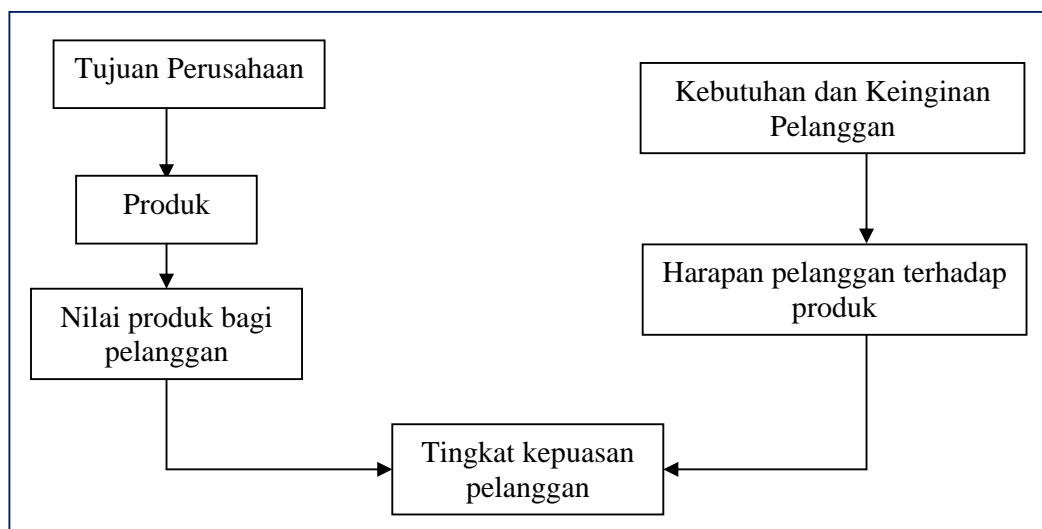 Tujuan Perusahaan
Produk
Nilai produk bagi
pelanggan
Kebutuhan dan Keinginan
Pelanggan
Harapan pelanggan terhadap
produk
Tingkat kepuasan
pelanggan